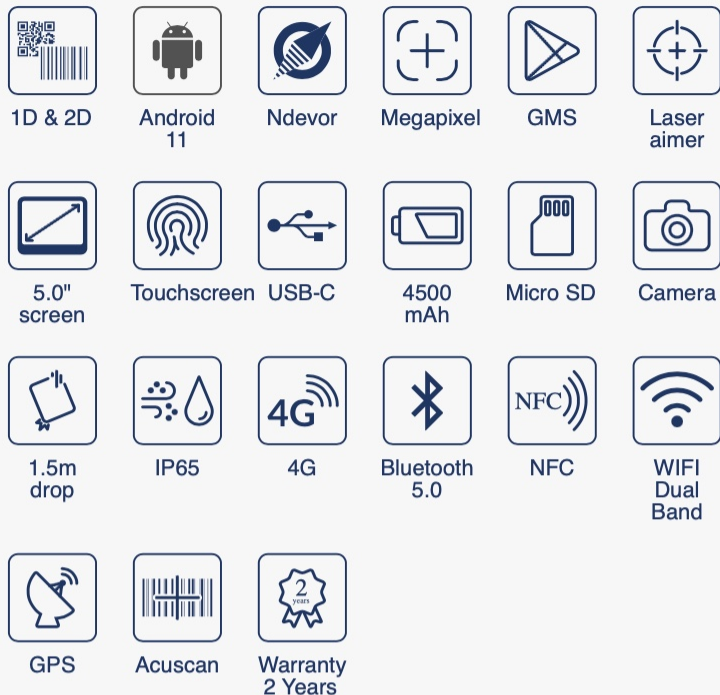 1D & 2D
Android
11
Ndevor
Megapixel
GMS
Laser
aimer
5.0"
screen
Touchscreen
USB-C
4500
mAh
Micro SD
Camera
4G
NFC
1.5m
drop
IP65
4G
Bluetooth
5.0
NFC
WIFI
Dual
Band
2
years
GPS
Acuscan
Warranty
2 Years